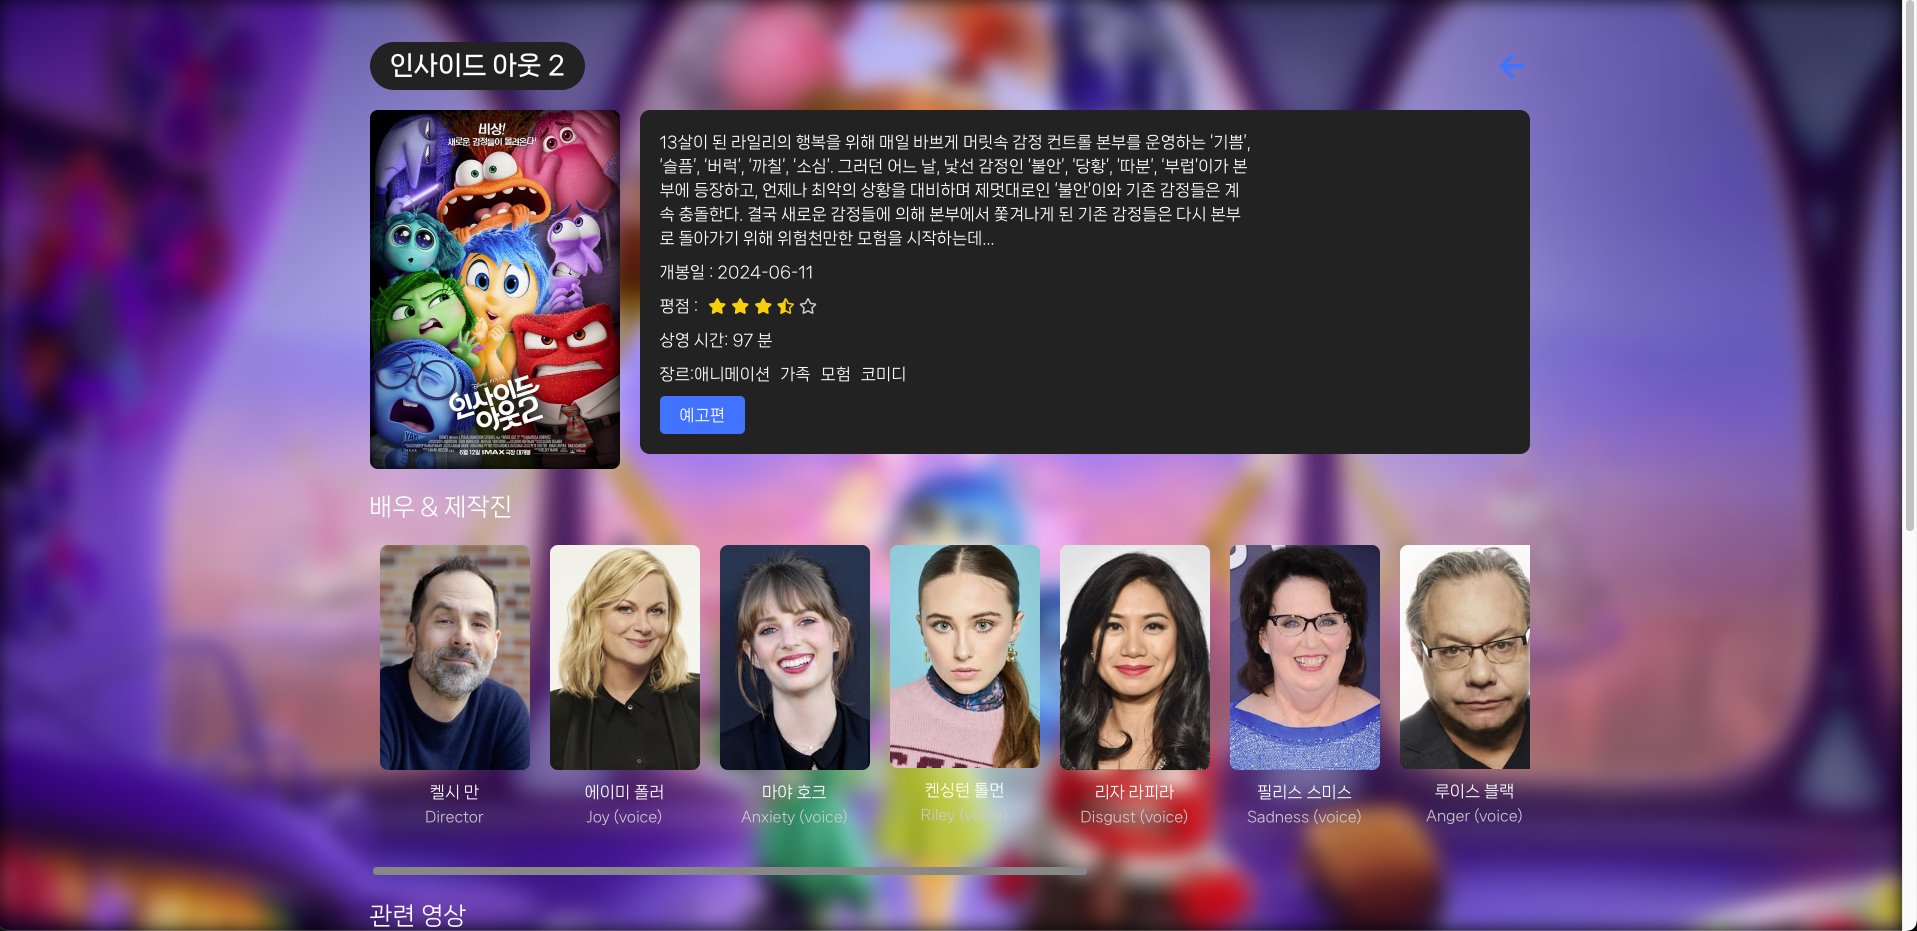 인사이드 아웃 2
비상!
새로운 감정들이 몰려온다!
인사이드
아웃2
6월 12일 IMAX 극장 대개봉
13살이 된 라일리의 행복을 위해 매일 바쁘게 머릿속 감정 컨트롤 본부를 운영하는 ‘기쁨’,
‘슬픔’, ‘버럭’, ‘까칠’, ‘소심’. 그러던 어느 날, 낯선 감정인 ‘불안’, ‘당황’, ‘따분’, ‘부럽’이가 본
부에 등장하고, 언제나 최악의 상황을 대비하며 제멋대로인 ‘불안’이와 기존 감정들은 계
속 충돌한다. 결국 새로운 감정들에 의해 본부에서 쫓겨나게 된 기존 감정들은 다시 본부
로 돌아가기 위해 위험천만한 모험을 시작하는데…
개봉일 : 2024-06-11
평점 :
상영 시간: 97 분
장르:애니메이션 가족 모험 코미디
예고편
배우 & 제작진
켈시 만
Director
에이미 폴러
Joy (voice)
마야 호크
Anxiety (voice)
켄싱턴 톨먼
Riley (voice)
리자 라피라
Disgust (voice)
필리스 스미스
Sadness (voice)
루이스 블랙
Anger (voice)
관련 영상